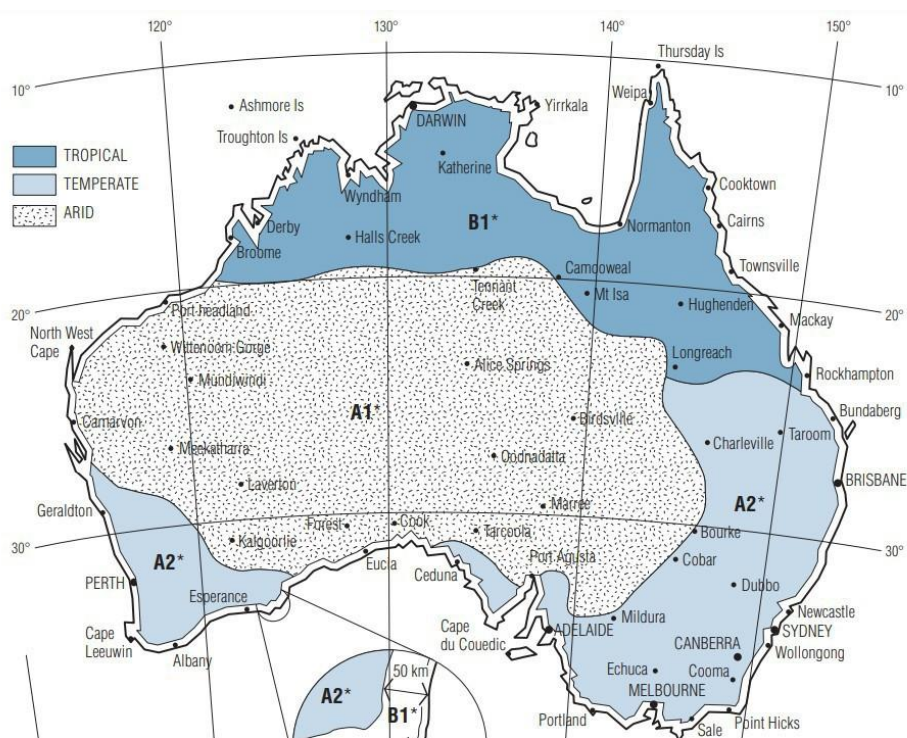 120° 130° 140° 150°
Thursday Is
10° 10°
Weipa
Ashmore Is
DARWIN
Yirrkala
Troughton Is
TROPICAL
TEMPERATE
ARID
Katherine
Wyndham
Cooktown
Derby
B1*
Normanton
Cairns
Broome
Halls Creek
Camooweal
Townsville
Tennant
Creek
Mt Isa
Hughenden
20° 20°
Port headland
Mackay
North West
Cape
Wittenoom Gorge
Longreach
Alice Springs
Mundiwindi
Rockhampton
A1*
Birdsville
Bundaberg
Carnarvon
Taroom
Charleville
Meekatharra
Oodnadatta
Laverton
BRISBANE
A2*
Geraldton
Marree
Forest
Cook
Tarcoola
Bourke
30° 30°
Kalgoorlie
A2*
Eucla
Port Agusta
Cobar
Ceduna
PERTH
Dubbo
Esperance
Newcastle
Mildura
ADELAIDE
SYDNEY
Cape
Leeuwin
Albany
Cape
du Couedic
CANBERRA
Wollongong
Echuca
Cooma
50 km
A2*
MELBOURNE
B1*
Portland
Point Hicks
Sale